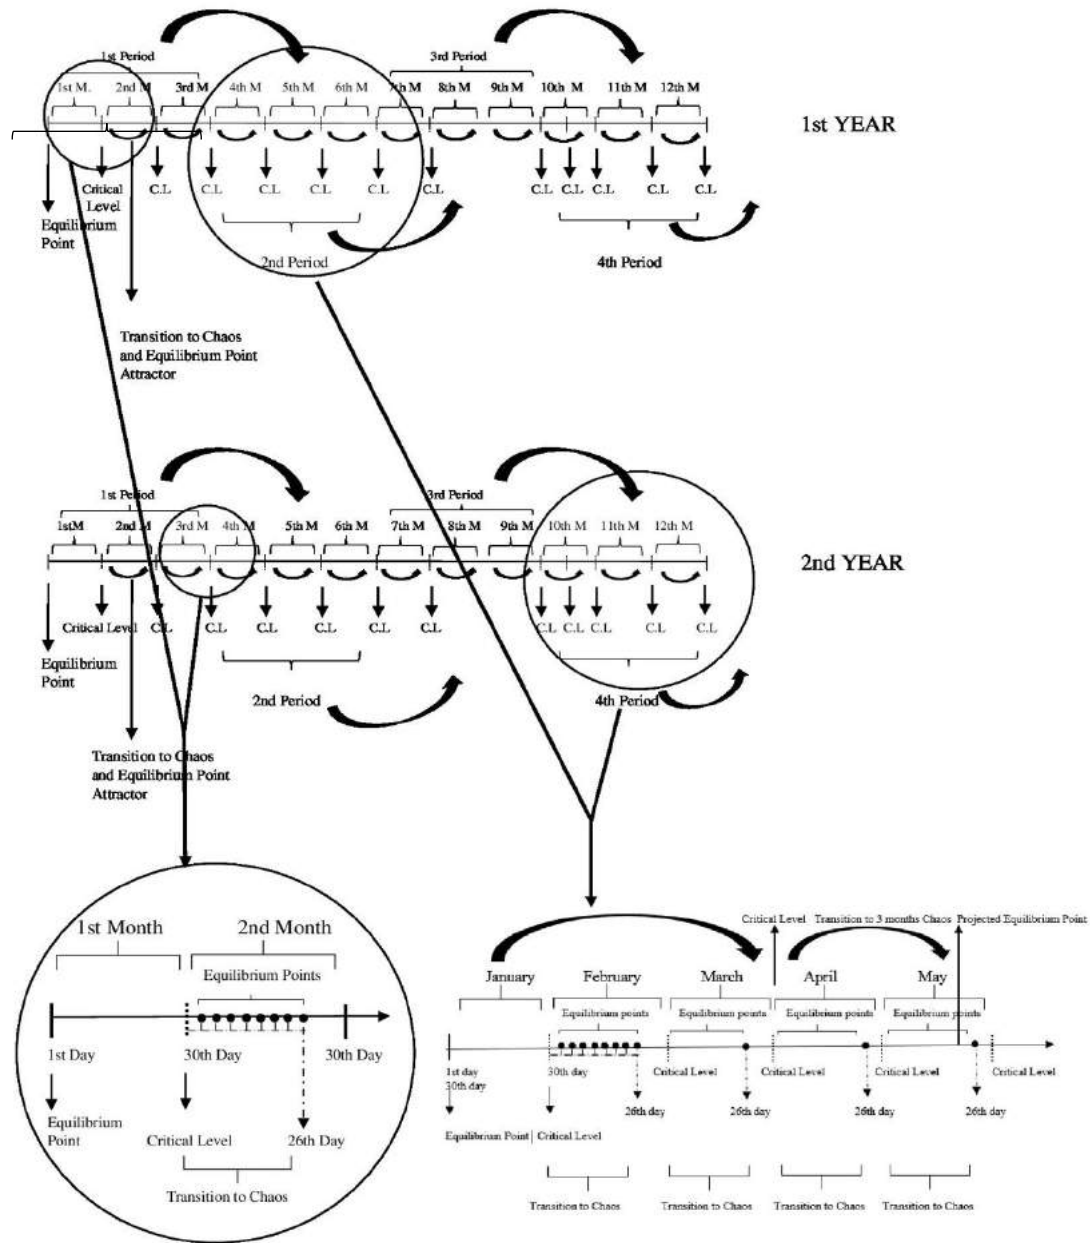 1st Period
3rd Period
1st M.
2nd M
3rd M
4th M
5th M
6th M
7th M
8th M
9th M
10th M
11th M
12th M
1st YEAR
Critical
Level
C.L
C.L
C.L
C.L
C.L
C.L
C.L
C.L
C.L
C.L
C.L
Equilibrium
Point
2nd Period
4th Period
Transition to Chaos
and Equilibrium Point
Attractor
1st Period
3rd Period
1stM
2nd M
3rd M
4th M
5th M
6th M
7th M
8th M
9th M
10th M
11th M
12th M
2nd YEAR
Critical Level
C.L
C.L
C.L
C.L
C.L
C.L
C.L
C.L
C.L
C.L
C.L
Equilibrium
Point
2nd Period
4th Period
Transition to Chaos
and Equilibrium Point
Attractor
1st Month
2nd Month
Equilibrium Points
1st Day
30th Day
30th Day
Equilibrium
Point
Critical Level
26th Day
Transition to Chaos
Critical Level
Transition to 3 months Chaos
Projected Equilibrium Point
January
February
March
April
May
Equilibrium points
Equilibrium points
Equilibrium points
Equilibrium points
1st day
30th day
30th day
Critical Level
Critical Level
Critical Level
Critical Level
26th day
26th day
26th day
26th day
Equilibrium Point
Critical Level
Transition to Chaos
Transition to Chaos
Transition to Chaos
Transition to Chaos